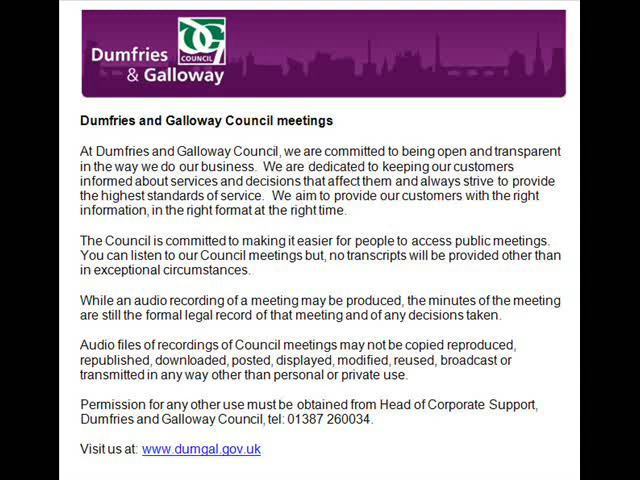 Dumfries
COUNCIL
& Galloway
Dumfries and Galloway Council meetings
At Dumfries and Galloway Council, we are committed to being open and transparent
in the way we do our business.  We are dedicated to keeping our customers
informed about services and decisions that affect them and always strive to provide
the highest standards of service.  We aim to provide our customers with the right
information, in the right format at the right time.
The Council is committed to making it easier for people to access public meetings.
You can listen to our Council meetings but, no transcripts will be provided other than
in exceptional circumstances.
While an audio recording of a meeting may be produced, the minutes of the meeting
are still the formal legal record of that meeting and of any decisions taken.
Audio files of recordings of Council meetings may not be copied reproduced,
republished, downloaded, posted, displayed, modified, reused, broadcast or
transmitted in any way other than personal or private use.
Permission for any other use must be obtained from Head of Corporate Support,
Dumfries and Galloway Council, tel: 01387 260034.
Visit us at: www.dumgal.gov.uk